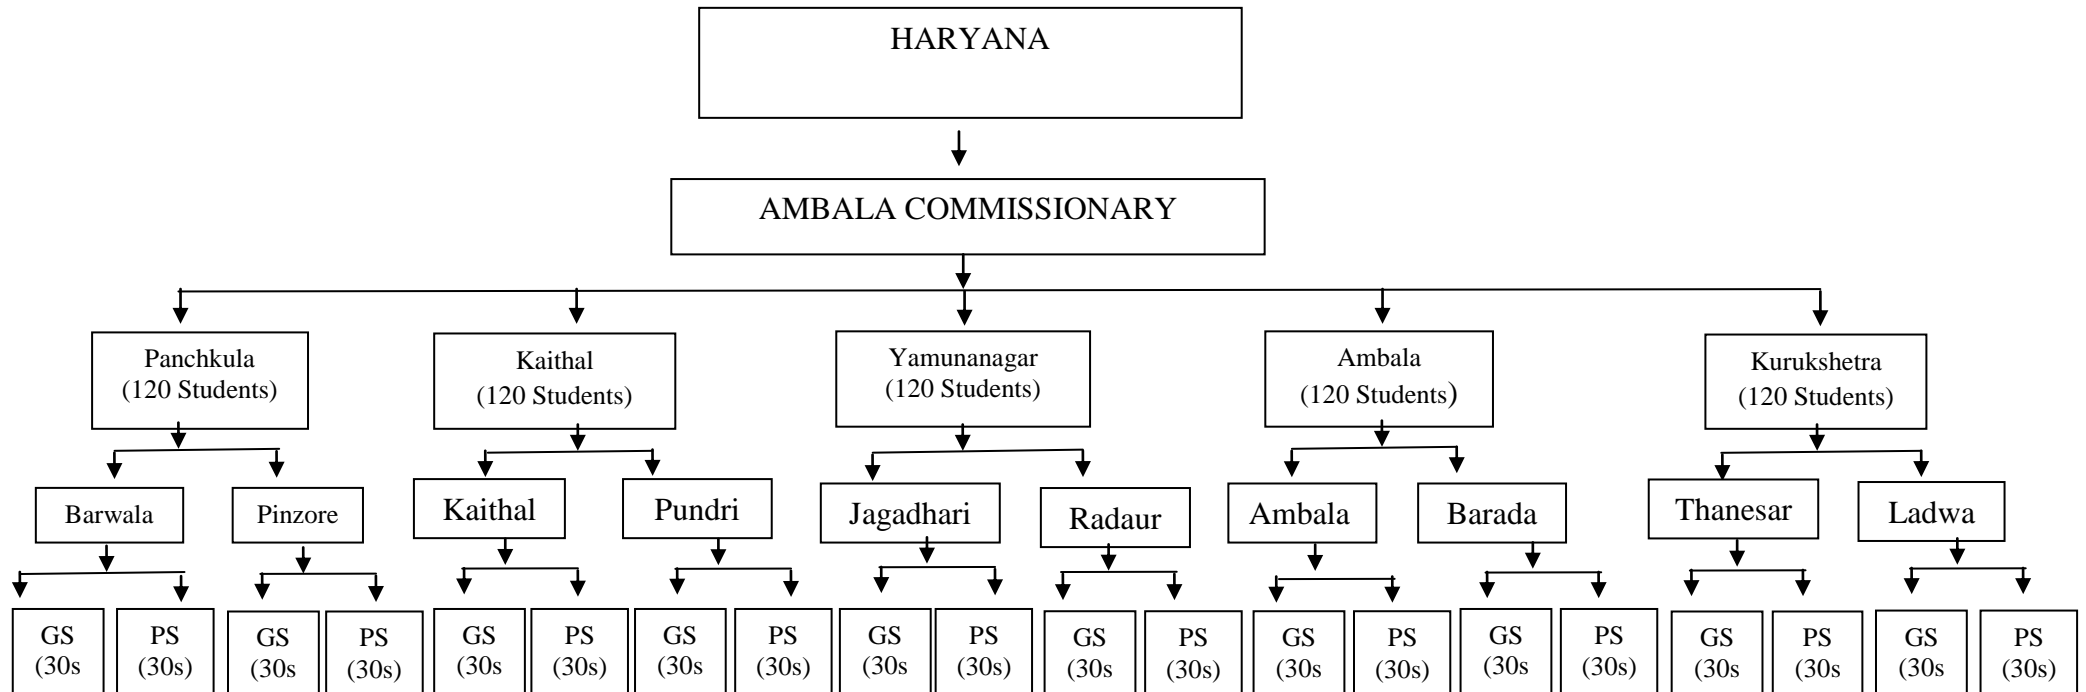 HARYANA
AMBALA COMMISSIONARY
Panchkula
(120 Students)
Kaithal
(120 Students)
Yamunanagar
(120 Students)
Ambala
(120 Students)
Kurukshetra
(120 Students)
Barwala
Pinzore
Kaithal
Pundri
Jagadhari
Radaur
Ambala
Barada
Thanesar
Ladwa
GS
(30s
PS
(30s)
GS
(30s
PS
(30s)
GS
(30s
PS
(30s)
GS
(30s
PS
(30s)
GS
(30s
PS
(30s)
GS
(30s
PS
(30s)
GS
(30s
PS
(30s)
GS
(30s
PS
(30s)
GS
(30s
PS
(30s)
GS
(30s
PS
(30s)